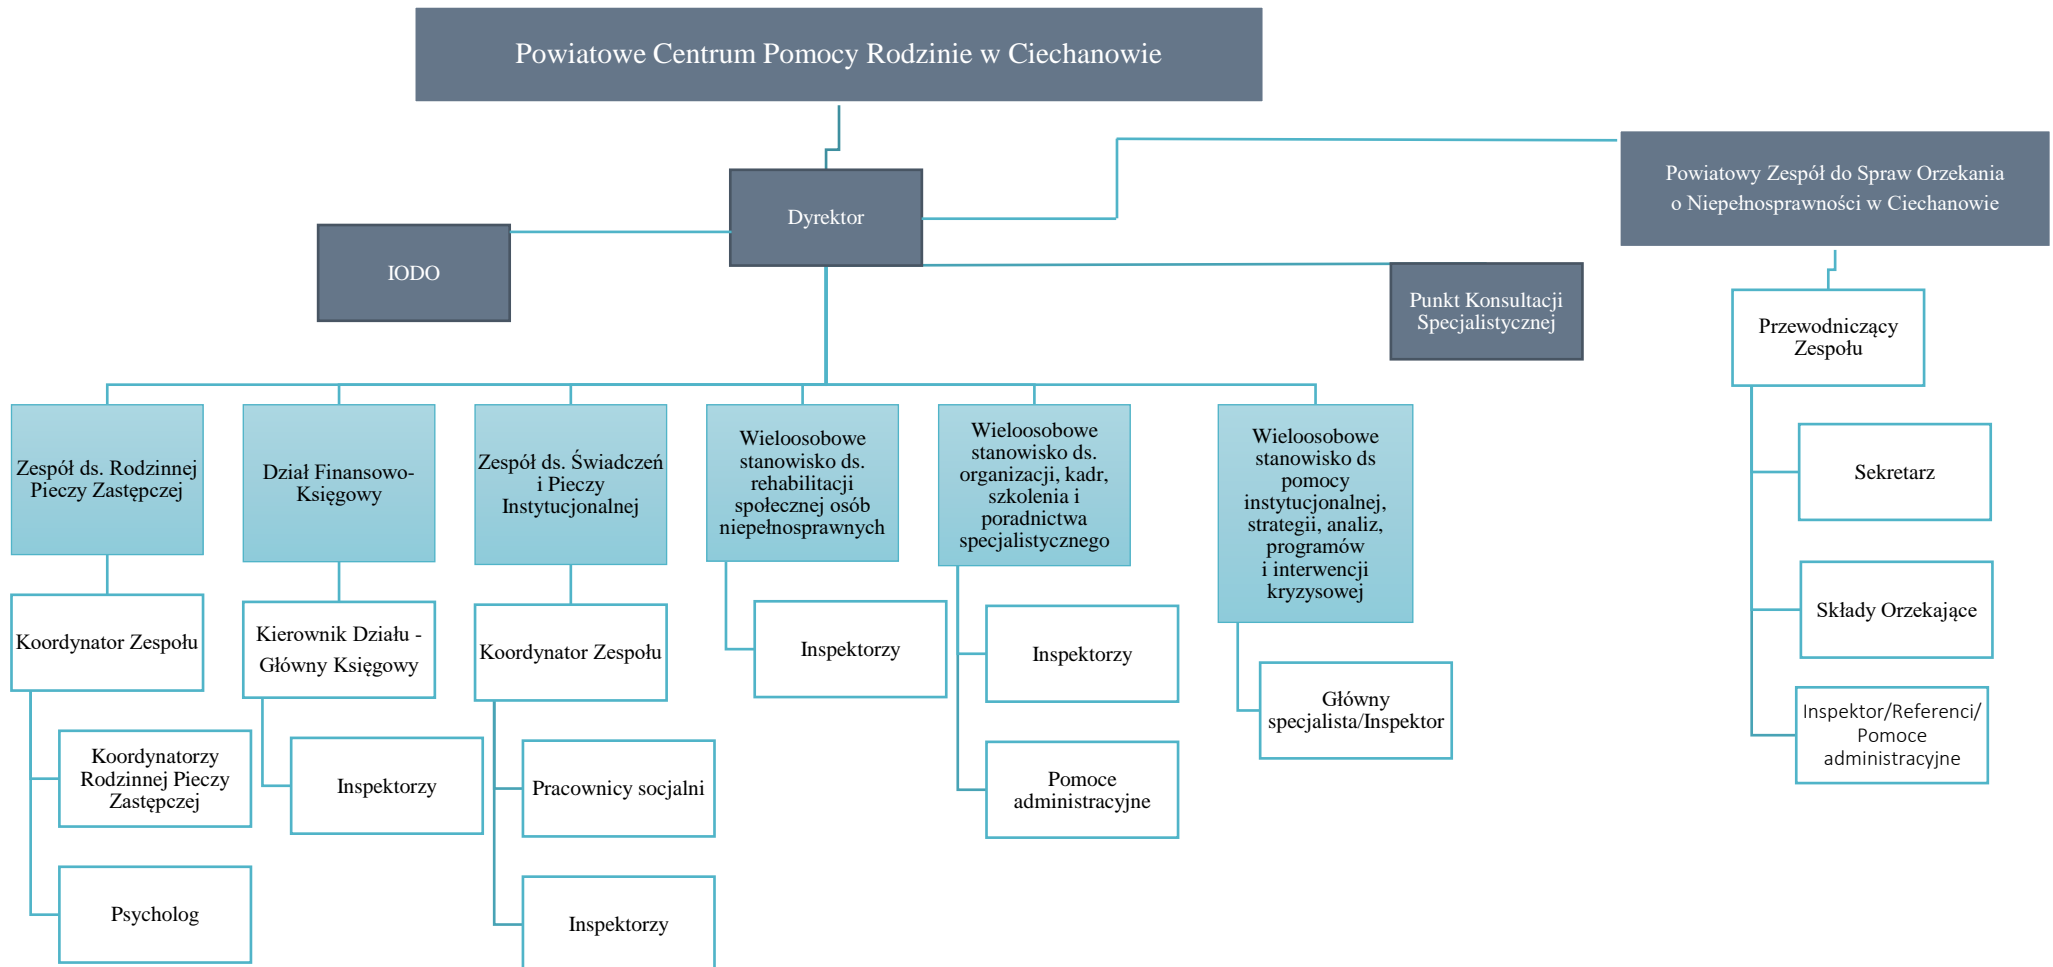 Powiatowe Centrum Pomocy Rodzinie w Ciechanowie
Powiatowy Zespół do Spraw Orzekania
o Niepełnosprawności w Ciechanowie
Dyrektor
IODO
Punkt Konsultacji
Specjalistycznej
Przewodniczący
Zespołu
Zespół ds. Rodzinnej
Pieczy Zastępczej
Dział Finansowo-
Księgowy
Zespół ds. Świadczeń
i Pieczy
Instytucjonalnej
Wieloosobowe
stanowisko ds.
rehabilitacji
społecznej osób
niepełnosprawnych
Wieloosobowe
stanowisko ds.
organizacji, kadr,
szkolenia i
poradnictwa
specjalistycznego
Wieloosobowe
stanowisko ds
pomocy
instytucjonalnej,
strategii, analiz,
programów
i interwencji
kryzysowej
Sekretarz
Składy Orzekające
Inspektor/Referenci/
Pomoce
administracyjne
Koordynator Zespołu
Kierownik Działu -
Główny Księgowy
Koordynator Zespołu
Inspektorzy
Inspektorzy
Główny
specjalista/Inspektor
Koordynatorzy
Rodzinnej Pieczy
Zastępczej
Inspektorzy
Pracownicy socjalni
Pomoce
administracyjne
Psycholog
Inspektorzy